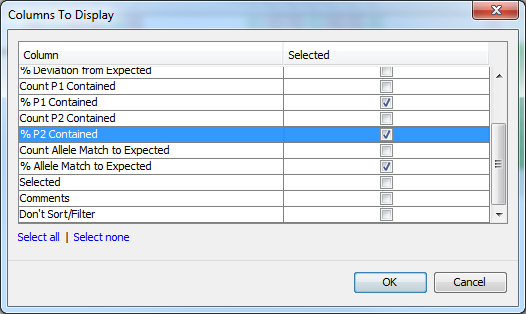 Columns To Display
Column Selected
% Deviation from Expected
Count P1 Contained
% P1 Contained
Count P2 Contained
% P2 Contained
Count Allele Match to Expected
% Allele Match to Expected
Selected
Comments
Don't Sort/Filter
Select all | Select none
OK Cancel